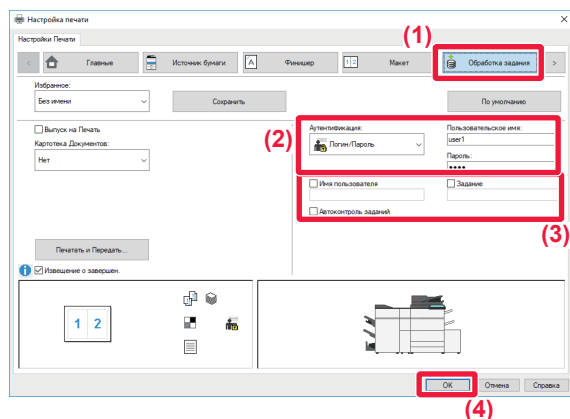 Настройка печати
Настройки Печати
(1)
Главные
Источник бумаги
A
Финишер
1 2
Макет
Обработка задания
Избранное:
Без имени
Сохранить
По умолчанию
Выпуск на Печать
Картотека Документов:
Нет
(2)
Аутентификация:
Логин/Пароль
Пользовательское имя:
user1
Пароль:
••••
Имя пользователя
Задание
Автоконтроль заданий
(3)
Печатать и Передать...
Извещение о завершен.
1 2
OK
Отмена
Справка
(4)